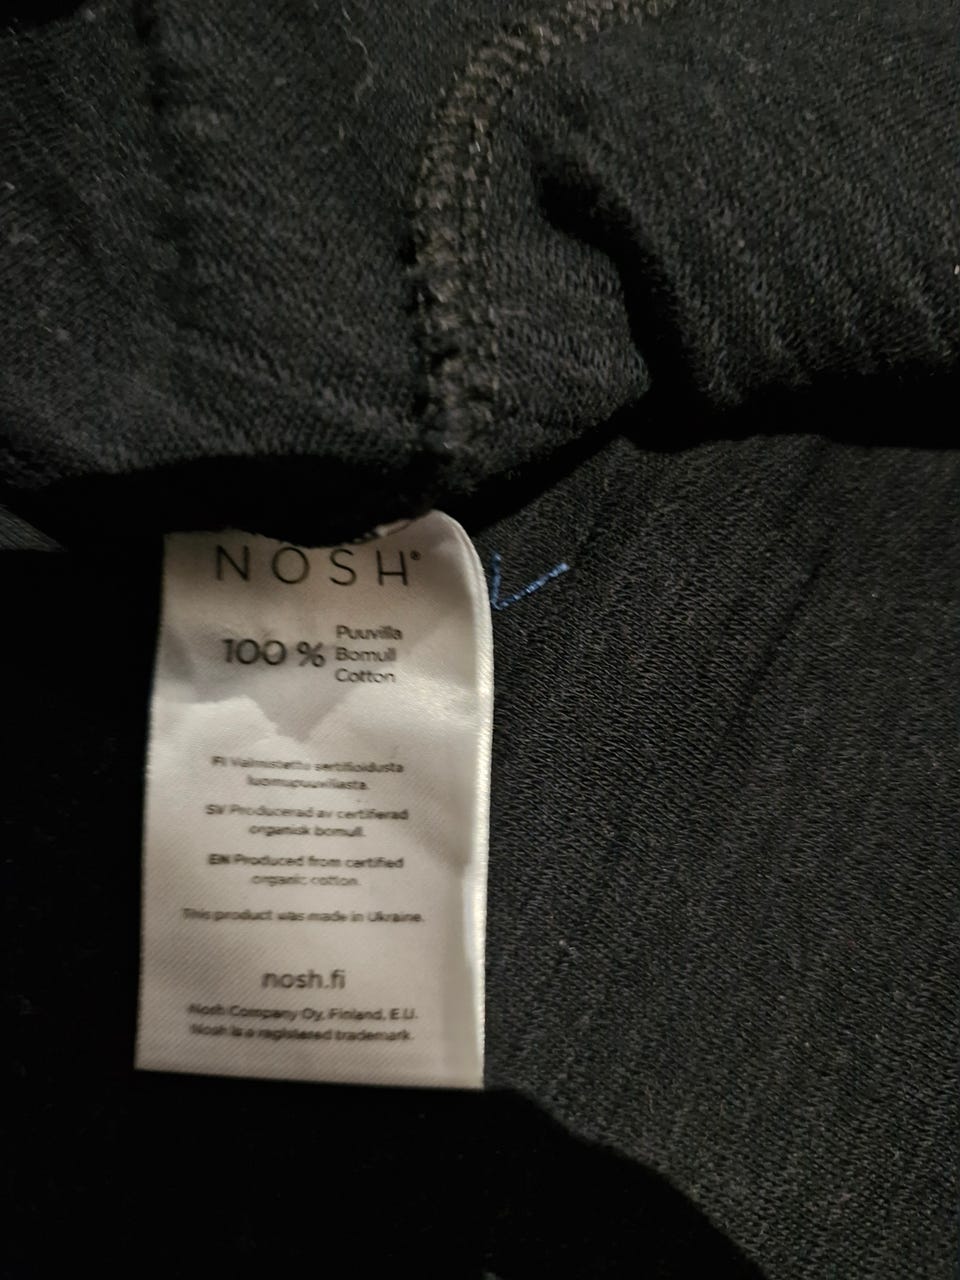 NOSH®
100 %
Puuvilla
Bomull
Cotton
FI Valmistettu sertifioidusta
luomupuuvillasta.
SV Producerad av certifierad
organisk bomull.
EN Produced from certified
organic cotton.
This product was made in Ukraine.
nosh.fi
Nosh Company Oy, Finland, E.U.
Nosh is a registered trademark.